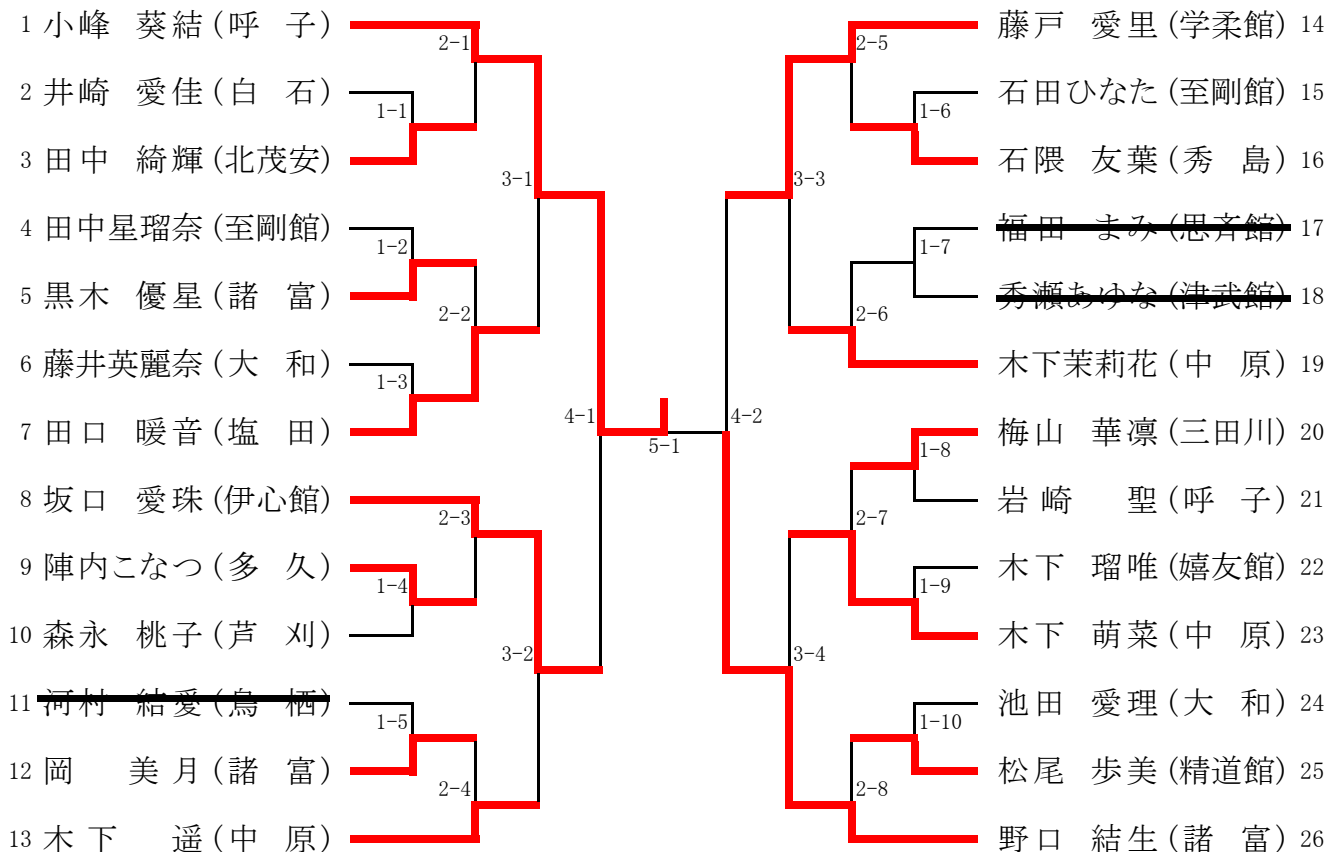 1 小峰 葵結(呼 子)
2 井崎 愛佳(白 石)
3 田中 綺輝(北茂安)
4 田中星瑠奈(至剛館)
5 黒木 優星(諸 富)
6 藤井英麗奈(大 和)
7 田口 暖音(塩 田)
8 坂口 愛珠(伊心館)
9 陣内こなつ(多 久)
10 森永 桃子(芦 刈)
11 河村 結愛(鳥 栖)
12 岡 美月(諸 富)
13 木下 遥(中 原)
2-1
1-1
3-1
1-2
2-2
1-3
4-1
2-3
1-4
3-2
1-5
2-4
5-1
4-2
2-5
1-6
3-3
1-7
2-6
1-8
2-7
1-9
3-4
1-10
2-8
藤戸 愛里(学柔館) 14
石田ひなた(至剛館) 15
石隈 友葉(秀 島) 16
福田 まみ(思斉館) 17
秀瀬あゆな(津武館) 18
木下茉莉花(中 原) 19
梅山 華凛(三田川) 20
岩崎 聖(呼 子) 21
木下 瑠唯(嬉友館) 22
木下 萌菜(中 原) 23
池田 愛理(大 和) 24
松尾 歩美(精道館) 25
野口 結生(諸 富) 26